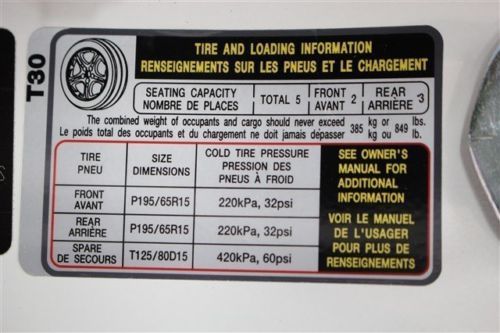 T30
TIRE AND LOADING INFORMATION
RENSEIGNEMENTS SUR LES PNEUS ET LE CHARGEMENT
SEATING CAPACITY
NOMBRE DE PLACES
TOTAL 5
FRONT
AVANT 2
REAR
ARRIÈRE 3
The combined weight of occupants and cargo should never exceed 385 kg or 849 lbs.
Le poids total des occupants et du chargement ne doit jamais dépasser 385 kg ou 849 lb.
TIRE
PNEU
SIZE
DIMENSIONS
COLD TIRE PRESSURE
PRESSION DES
PNEUS À FROID
FRONT
AVANT
P195/65R15
220kPa, 32psi
REAR
ARRIÈRE
P195/65R15
220kPa, 32psi
SPARE
DE SECOURS
T125/80D15
420kPa, 60psi
SEE OWNER'S
MANUAL FOR
ADDITIONAL
INFORMATION
VOIR LE MANUEL
DE L'USAGER
POUR PLUS DE
RENSEIGNEMENTS